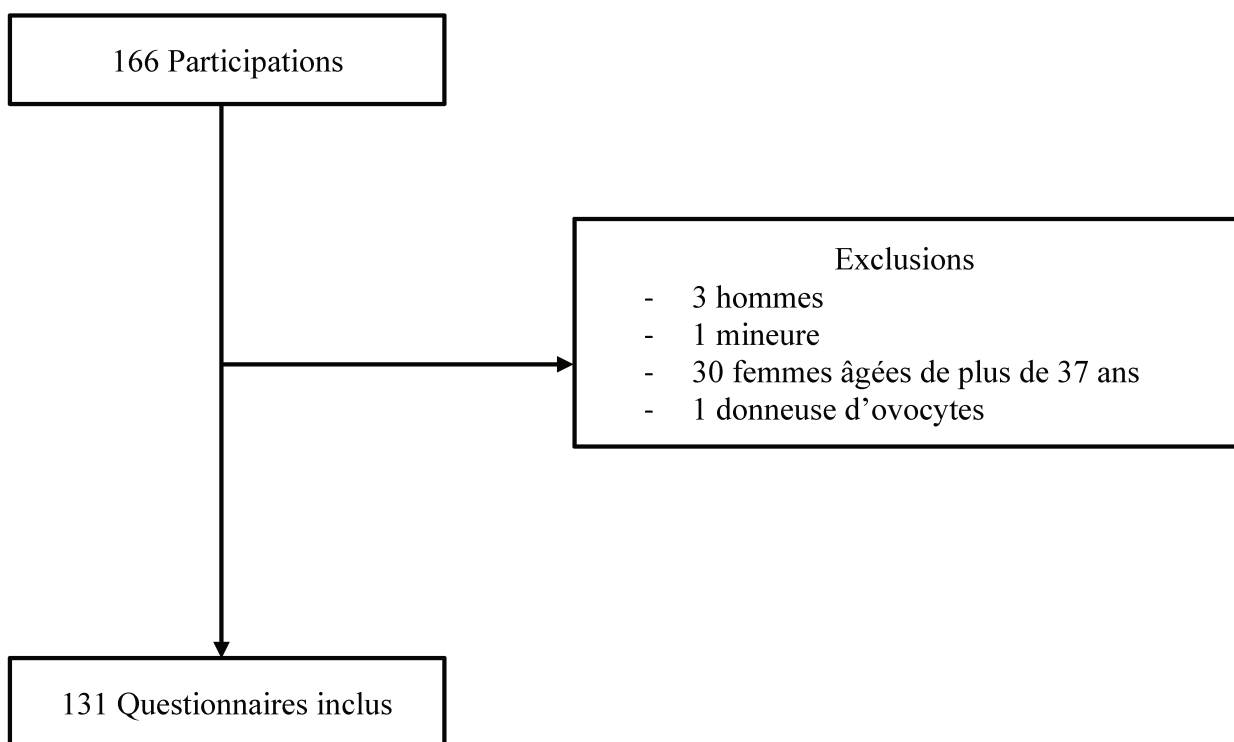 166 Participations
Exclusions
- 3 hommes
- 1 mineure
- 30 femmes âgées de plus de 37 ans
- 1 donneuse d’ovocytes
131 Questionnaires inclus